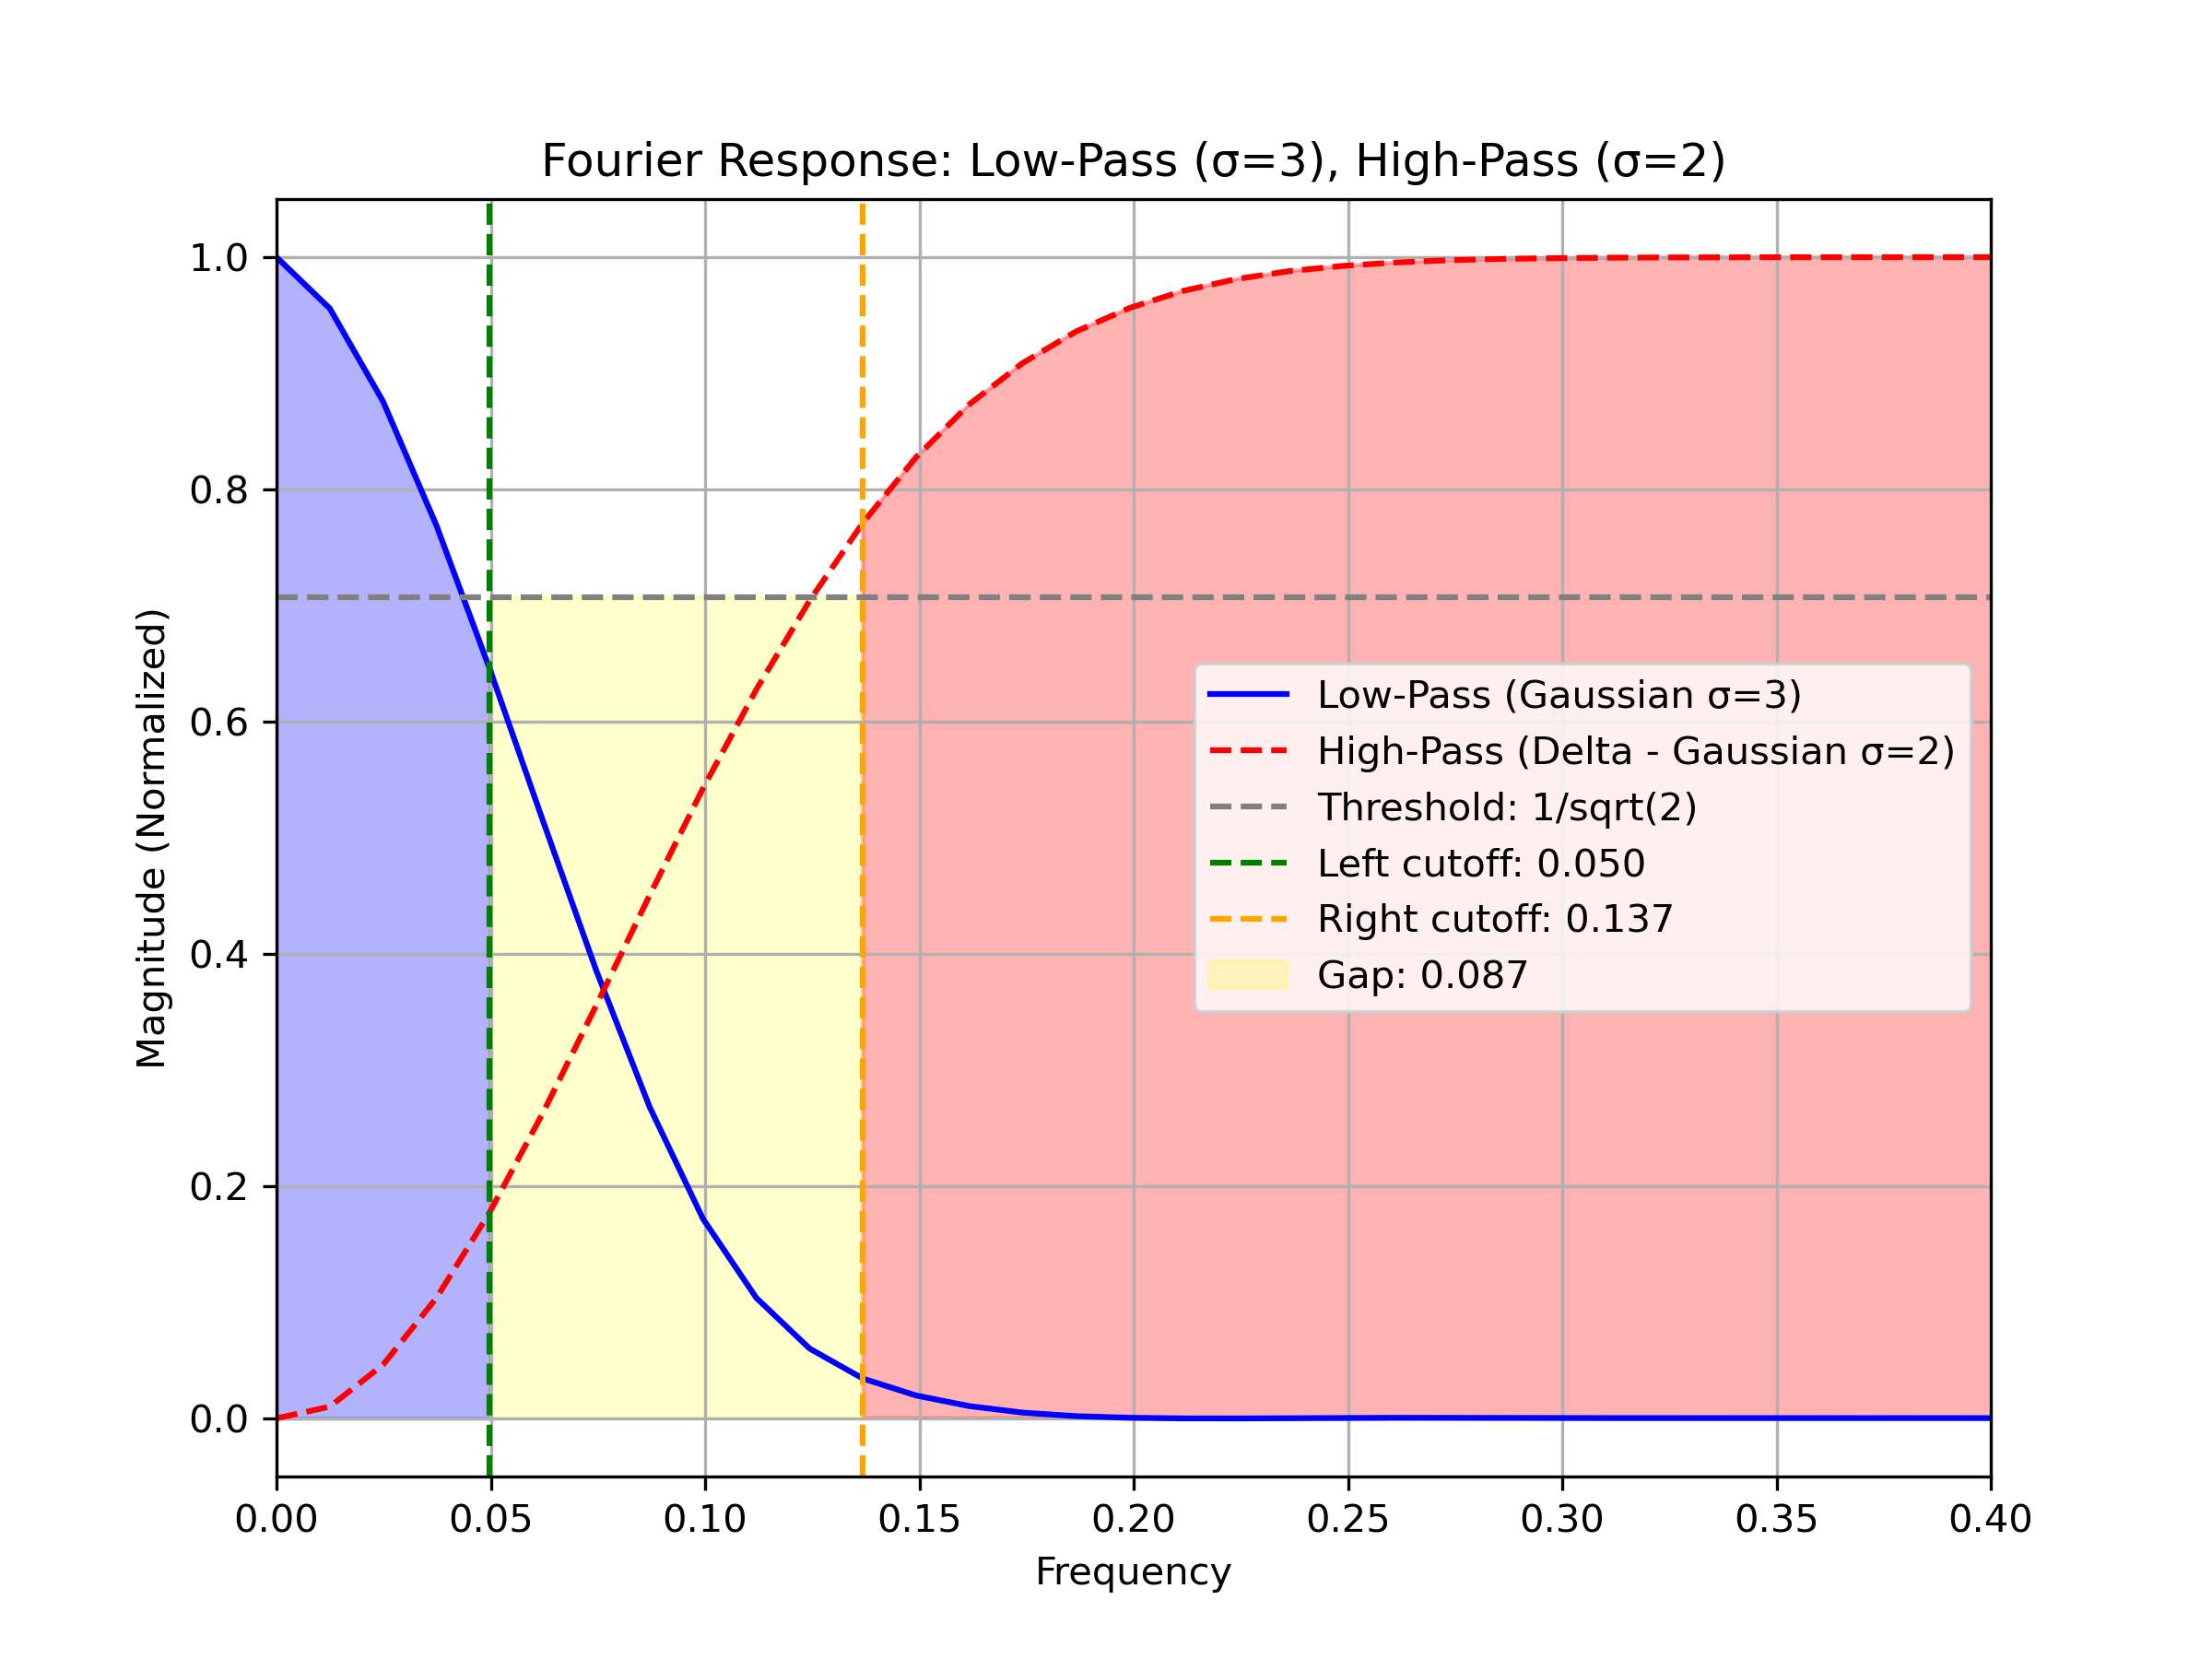 Fourier Response: Low-Pass (σ=3), High-Pass (σ=2)
Magnitude (Normalized)
1.0
0.8
0.6
0.4
0.2
0.0
Low-Pass (Gaussian σ=3)
High-Pass (Delta - Gaussian σ=2)
Threshold: 1/sqrt(2)
Left cutoff: 0.050
Right cutoff: 0.137
Gap: 0.087
0.00 0.05 0.10 0.15 0.20 0.25 0.30 0.35 0.40
Frequency